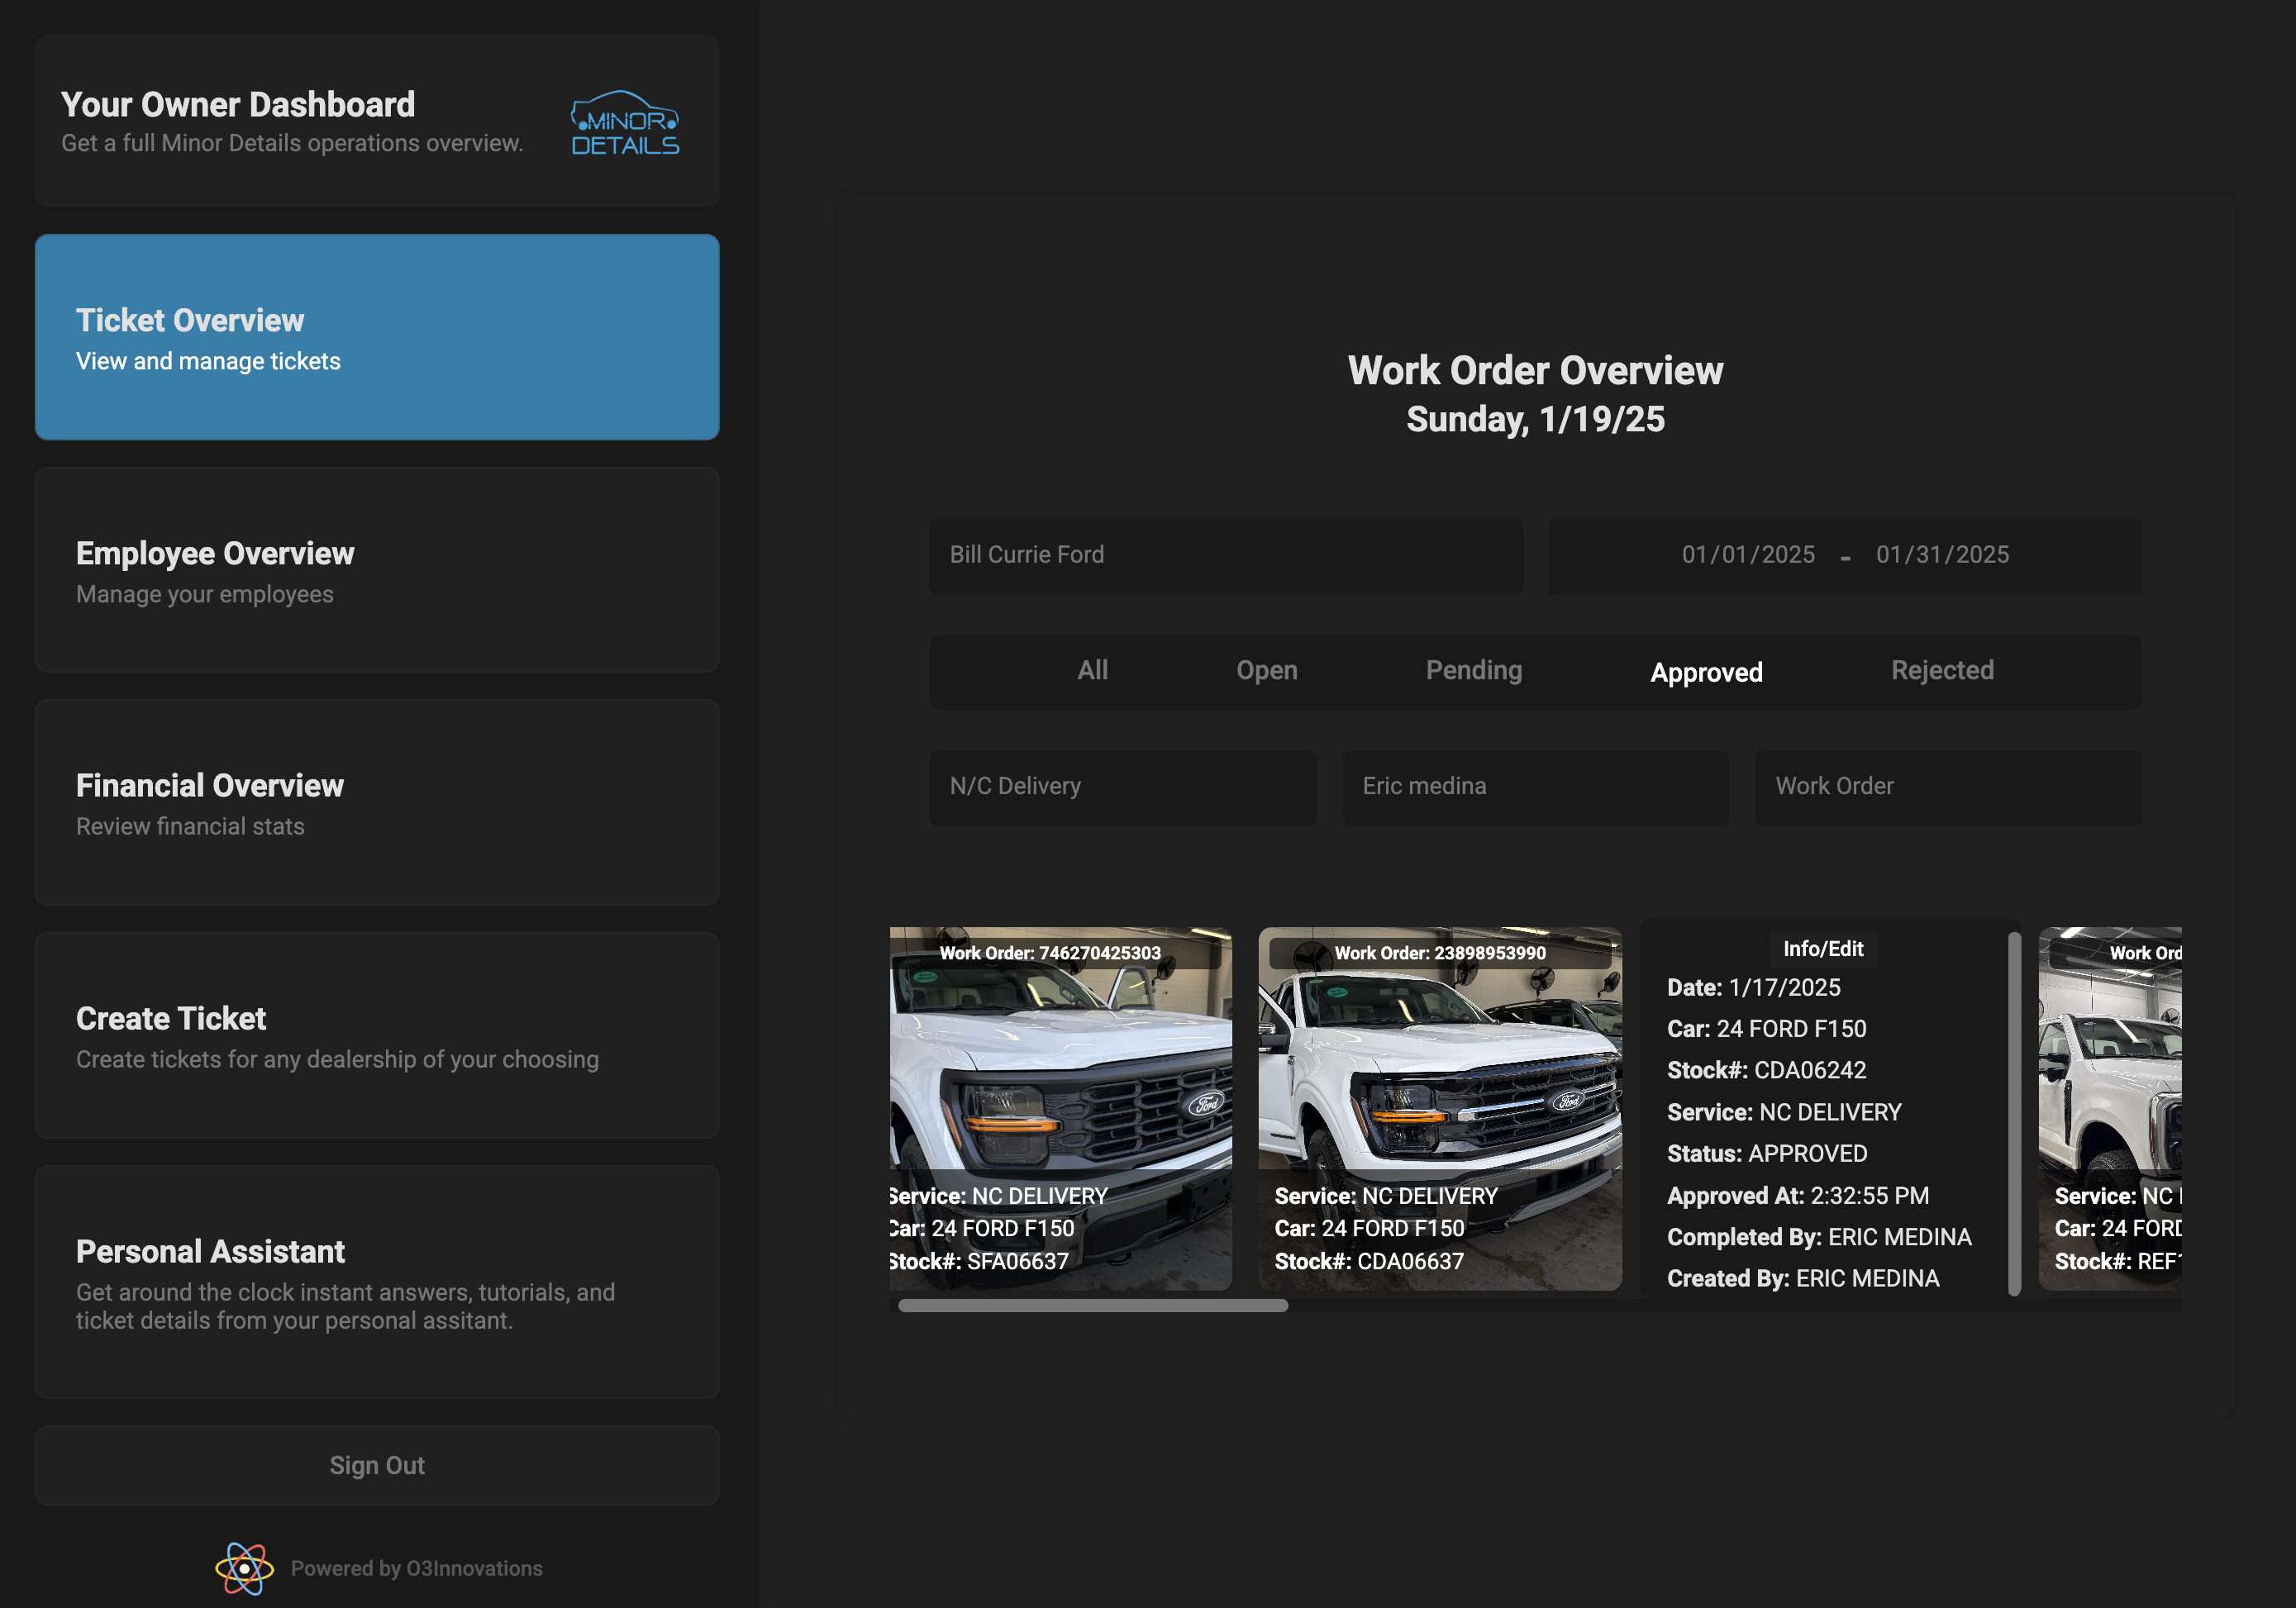 Your Owner Dashboard
Get a full Minor Details operations overview.
MINOR
DETAILS
Ticket Overview
View and manage tickets
Employee Overview
Manage your employees
Financial Overview
Review financial stats
Create Ticket
Create tickets for any dealership of your choosing
Personal Assistant
Get around the clock instant answers, tutorials, and
ticket details from your personal assitant.
Sign Out
Powered by O3Innovations
Work Order Overview
Sunday, 1/19/25
Bill Currie Ford
01/01/2025 - 01/31/2025
All Open Pending Approved Rejected
N/C Delivery
Eric medina
Work Order
Work Order: 746270425303
Ford
Service: NC DELIVERY
Car: 24 FORD F150
Stock#: SFA06637
Work Order: 23898953990
Ford
Service: NC DELIVERY
Car: 24 FORD F150
Stock#: CDA06637
Info/Edit
Date: 1/17/2025
Car: 24 FORD F150
Stock#: CDA06242
Service: NC DELIVERY
Status: APPROVED
Approved At: 2:32:55 PM
Completed By: ERIC MEDINA
Created By: ERIC MEDINA
Work Ord
Service: NC
Car: 24 FORD
Stock#: REF